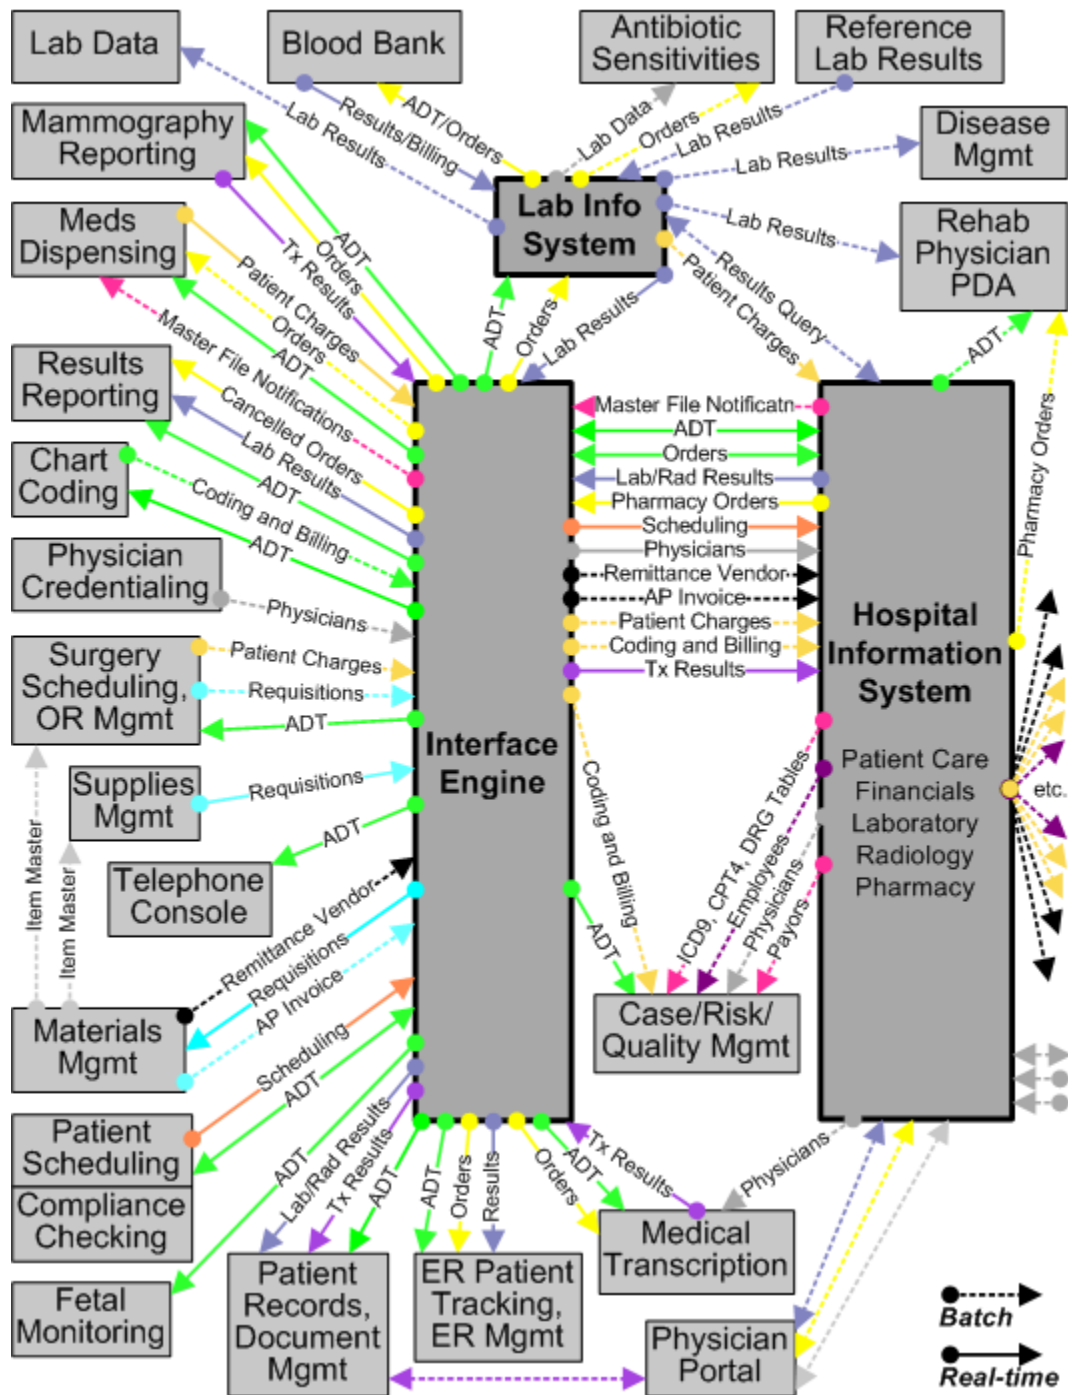 Lab Data
Blood Bank
Antibiotic
Sensitivities
Reference
Lab Results
Mammography
Reporting
Disease
Mgmt
Meds
Dispensing
Lab Info
System
Rehab
Physician
PDA
Results/Billing
ADT/Orders
Lab Results
Lab Data
Orders
Lab Results
Lab Results
Lab Results
Results Query
Patient Charges
ADT
Orders
Tx Results
Patient Charges
Orders
ADT
Master File Notifications
ADT
Orders
Lab Results
ADT
Pharmacy Orders
Results
Reporting
Cancelled Orders
Lab Results
ADT
Chart
Coding
Coding and Billing
ADT
Physician
Credentialing
Physicians
Surgery
Scheduling,
OR Mgmt
Patient Charges
Requisitions
ADT
Supplies
Mgmt
Requisitions
Telephone
Console
ADT
Item Master
Item Master
Materials
Mgmt
Remittance Vendor
Requisitions
AP Invoice
Patient
Scheduling
Compliance
Checking
Scheduling
ADT
Fetal
Monitoring
ADT
Interface
Engine
Master File Notificatn
ADT
Orders
Lab/Rad Results
Pharmacy Orders
Scheduling
Physicians
Remittance Vendor
AP Invoice
Patient Charges
Coding and Billing
Tx Results
Hospital
Information
System
Patient Care
Financials
Laboratory
Radiology
Pharmacy
etc.
Coding and Billing
ADT
ICD9, CPT4, DRG Tables
Employees
Physicians
Payors
Case/Risk/
Quality Mgmt
Lab/Rad Results
Tx Results
ADT
ADT
Orders
Results
Orders
ADT
Tx Results
Physicians
Patient
Records,
Document
Mgmt
ER Patient
Tracking,
ER Mgmt
Medical
Transcription
Physician
Portal
Batch
Real-time